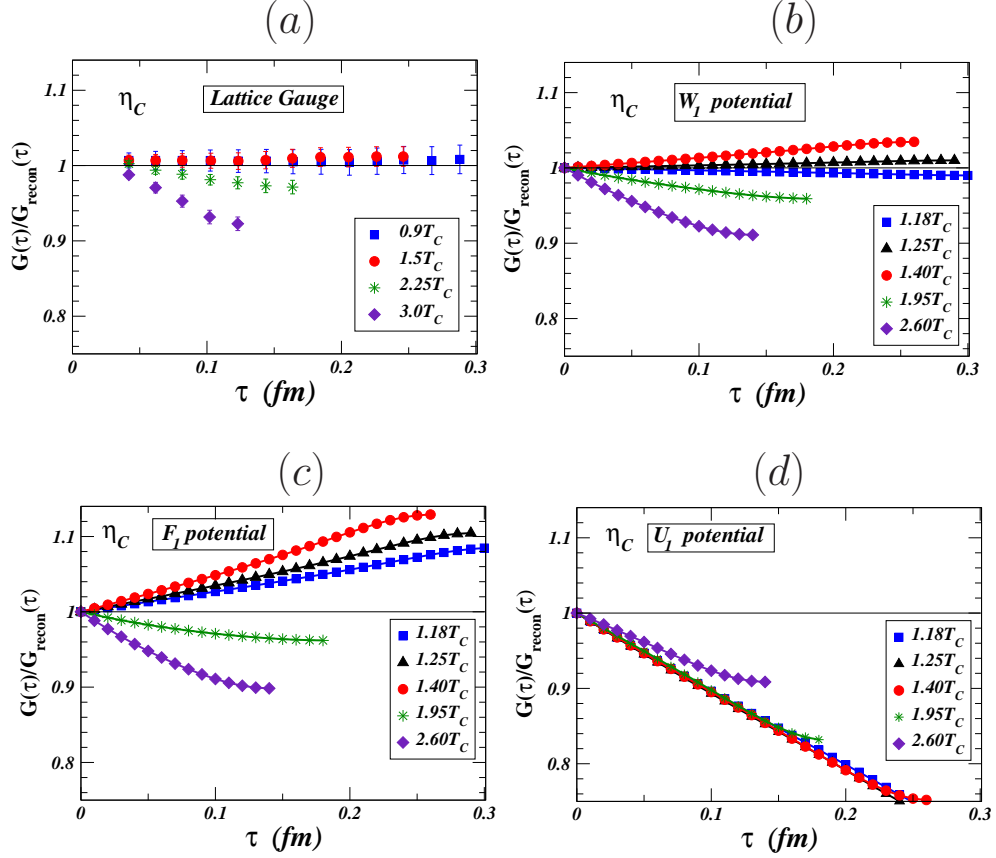 (a)
η_C Lattice Gauge
G(τ)/G_recon(τ)
1.1
1
0.9
0.8
0.9T_C
1.5T_C
2.25T_C
3.0T_C
0 0.1 0.2 0.3
τ (fm)
(b)
η_C W_1 potential
G(τ)/G_recon(τ)
1.1
1
0.9
0.8
1.18T_C
1.25T_C
1.40T_C
1.95T_C
2.60T_C
0 0.1 0.2 0.3
τ (fm)
(c)
η_C F_1 potential
G(τ)/G_recon(τ)
1.1
1
0.9
0.8
1.18T_C
1.25T_C
1.40T_C
1.95T_C
2.60T_C
0 0.1 0.2 0.3
τ (fm)
(d)
η_C U_1 potential
G(τ)/G_recon(τ)
1.1
1
0.9
0.8
1.18T_C
1.25T_C
1.40T_C
1.95T_C
2.60T_C
0 0.1 0.2 0.3
τ (fm)